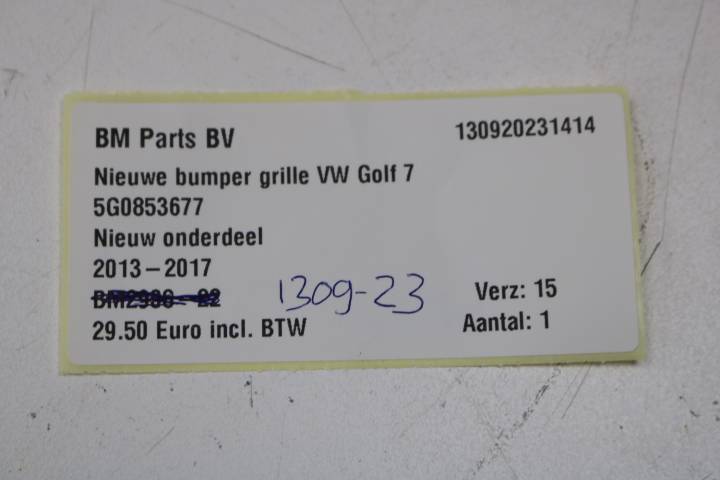 BM Parts BV 130920231414
Nieuwe bumper grille VW Golf 7
5G0853677
Nieuw onderdeel
2013-2017
1309-23 Verz: 15
29.50 Euro incl. BTW Aantal: 1